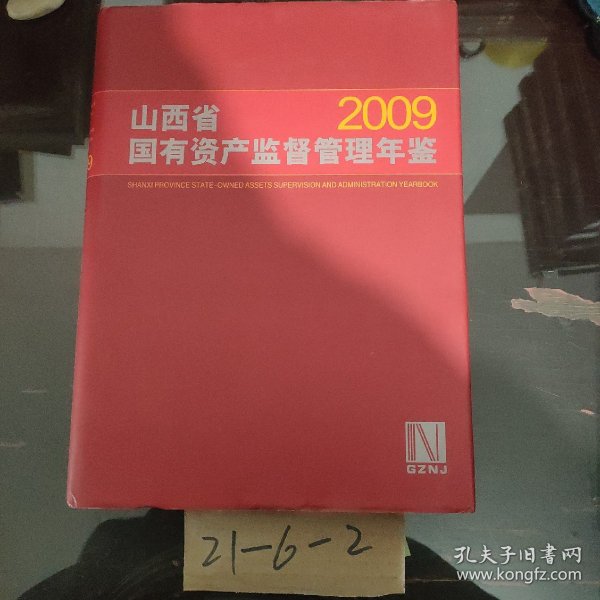 山西省 2009
国有资产监督管理年鉴
SHANXI PROVINCE STATE-OWNED ASSETS SUPERVISION AND ADMINISTRATION YEARBOOK
9
GZNJ
21-6-2
孔夫子旧书网
www.kongfz.com